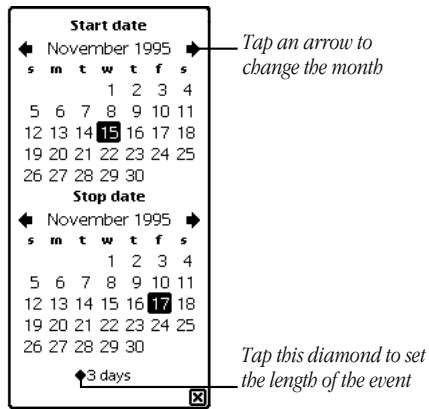 Start date
November 1995
Tap an arrow to
change the month
s m t w t f s
1 2 3 4
5 6 7 8 9 10 11
12 13 14 15 16 17 18
19 20 21 22 23 24 25
26 27 28 29 30
Stop date
November 1995
s m t w t f s
1 2 3 4
5 6 7 8 9 10 11
12 13 14 15 16 17 18
19 20 21 22 23 24 25
26 27 28 29 30
◆3 days
Tap this diamond to set
the length of the event